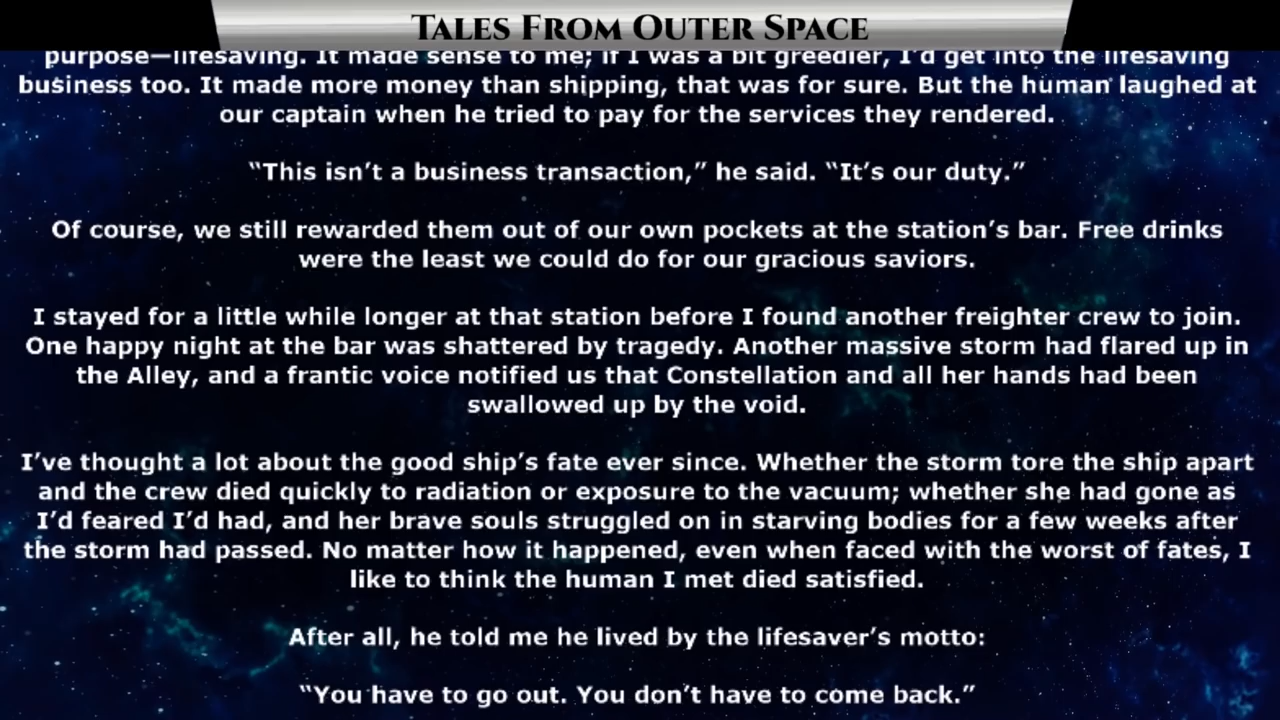 Tales From Outer Space
purpose—lifesaving. It made sense to me; if I was a bit greedier, I’d get into the lifesaving
business too. It made more money than shipping, that was for sure. But the human laughed at
our captain when he tried to pay for the services they rendered.
“This isn’t a business transaction,” he said. “It’s our duty.”
Of course, we still rewarded them out of our own pockets at the station’s bar. Free drinks
were the least we could do for our gracious saviors.
I stayed for a little while longer at that station before I found another freighter crew to join.
One happy night at the bar was shattered by tragedy. Another massive storm had flared up in
the Alley, and a frantic voice notified us that Constellation and all her hands had been
swallowed up by the void.
I’ve thought a lot about the good ship’s fate ever since. Whether the storm tore the ship apart
and the crew died quickly to radiation or exposure to the vacuum; whether she had gone as
I’d feared I’d had, and her brave souls struggled on in starving bodies for a few weeks after
the storm had passed. No matter how it happened, even when faced with the worst of fates, I
like to think the human I met died satisfied.
After all, he told me he lived by the lifesaver’s motto:
“You have to go out. You don’t have to come back.”